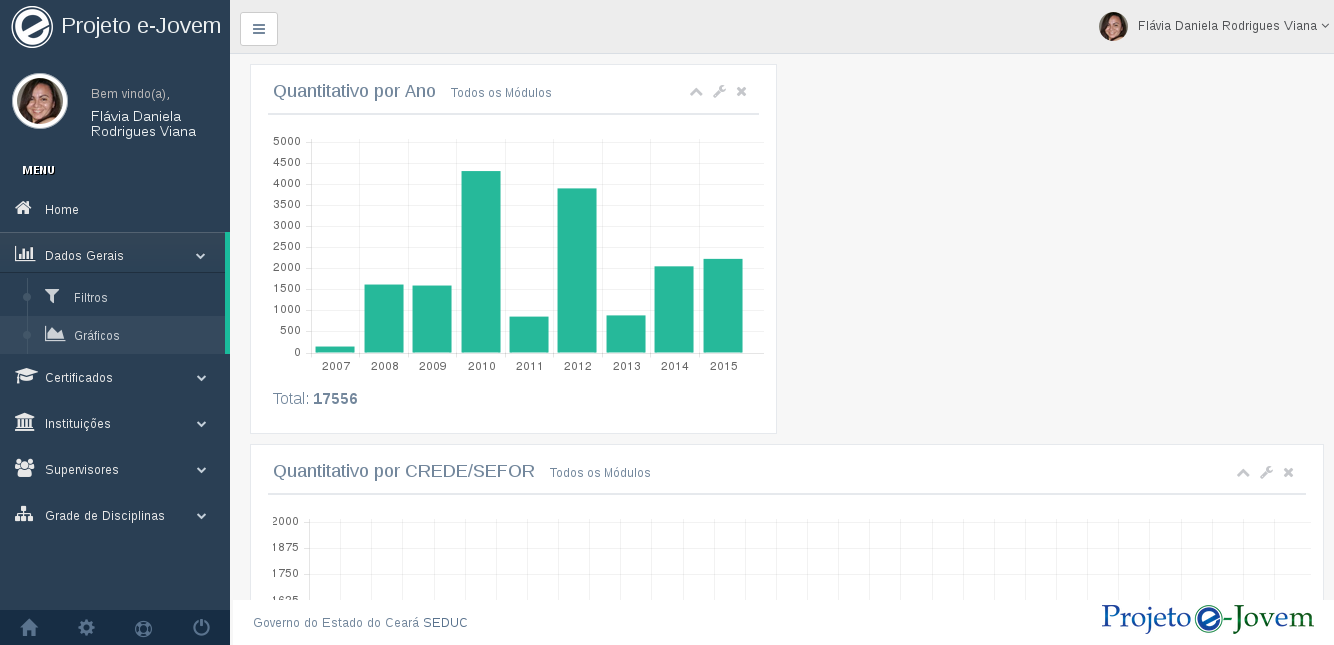 Projeto e-Jovem
Flávia Daniela Rodrigues Viana
Bem vindo(a),
Flávia Daniela
Rodrigues Viana
MENU
Home
Dados Gerais
Filtros
Gráficos
Certificados
Instituições
Supervisores
Grade de Disciplinas
Quantitativo por Ano Todos os Módulos
5000
4500
4000
3500
3000
2500
2000
1500
1000
500
0
2007 2008 2009 2010 2011 2012 2013 2014 2015
Total: 17556
Quantitativo por CREDE/SEFOR Todos os Módulos
2000
1875
1750
1625
Governo do Estado do Ceará SEDUC
Projeto e-Jovem